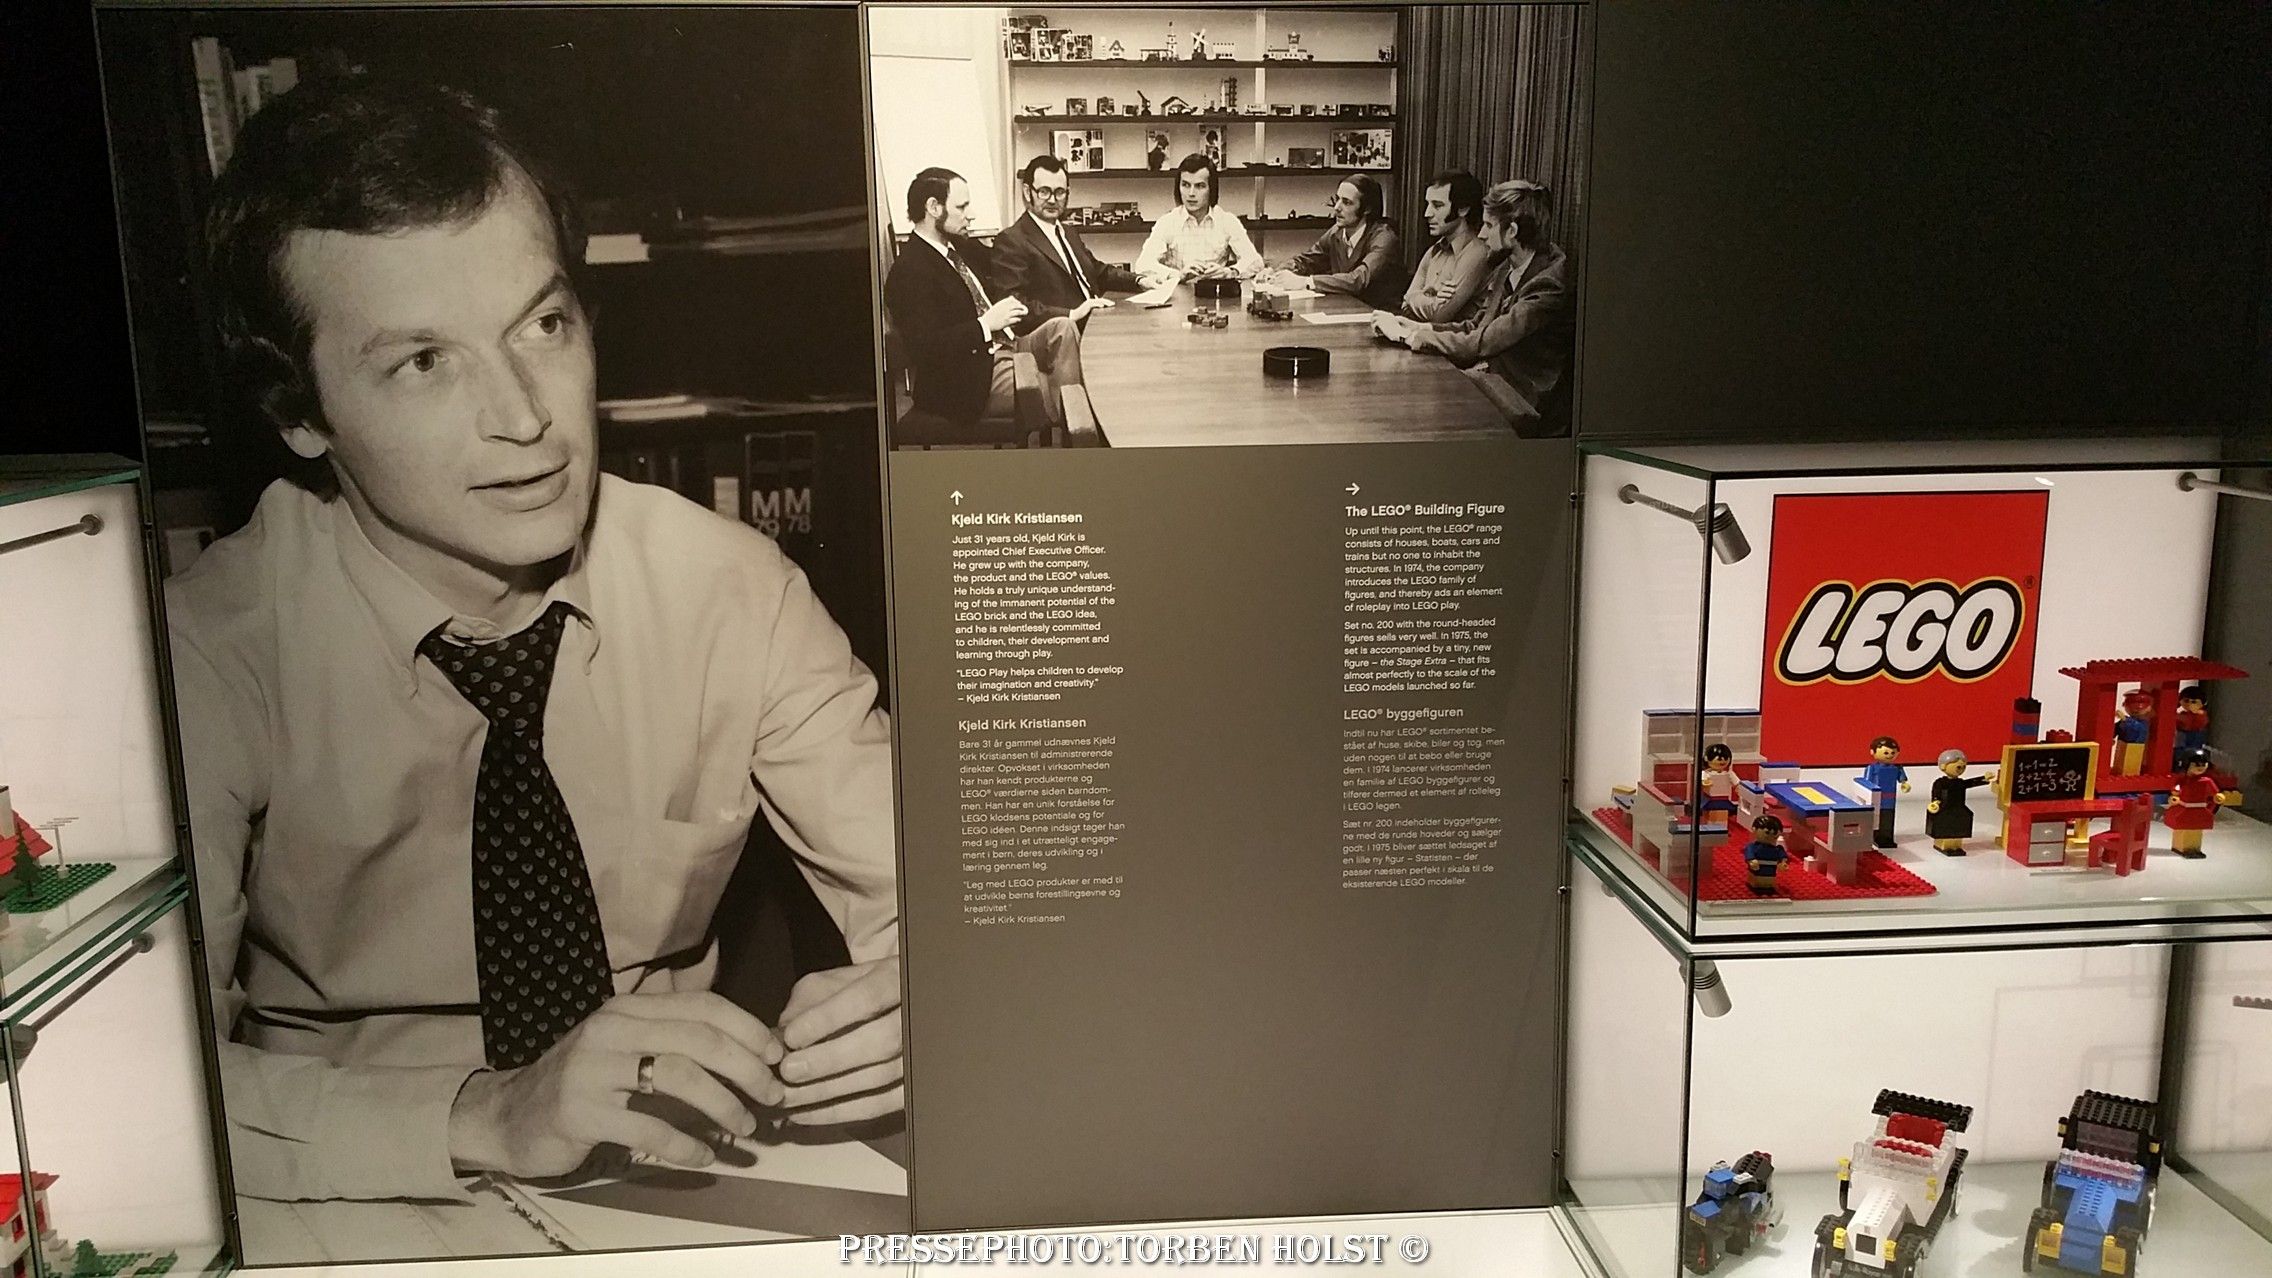 MM
79 78
↑
Kjeld Kirk Kristiansen
Just 31 years old, Kjeld Kirk is
appointed Chief Executive Officer.
He grew up with the company,
the product and the LEGO® values.
He holds a truly unique understand-
ing of the immanent potential of the
LEGO brick and the LEGO idea,
and he is relentlessly committed
to children, their development and
learning through play.
"LEGO Play helps children to develop
their imagination and creativity."
– Kjeld Kirk Kristiansen
Kjeld Kirk Kristiansen
Bare 31 år gammel udnævnes Kjeld
Kirk Kristiansen til administrerende
direktør. Opvokset i virksomheden
har han kendt produkterne og
LEGO® værdierne siden barndom-
men. Han har en unik forståelse for
LEGO klodsens potentiale og for
LEGO idéen. Denne indsigt tager han
med sig ind i et utrætteligt engage-
ment i børn, deres udvikling og i
læring gennem leg.
"Leg med LEGO produkter er med til
at udvikle børns forestillingsevne og
kreativitet"
– Kjeld Kirk Kristiansen
→
The LEGO® Building Figure
Up until this point, the LEGO® range
consists of houses, boats, cars and
trains but no one to inhabit the
structures. In 1974, the company
introduces the LEGO family of
figures, and thereby ads an element
of roleplay into LEGO play.
Set no. 200 with the round-headed
figures sells very well. In 1975, the
set is accompanied by a tiny, new
figure – the Stage Extra – that fits
almost perfectly to the scale of the
LEGO models launched so far.
LEGO® byggefiguren
Indtil nu har LEGO® sortimentet be-
stået af huse, skibe, biler og tog, men
uden nogen til at bebo eller bruge
dem. I 1974 lancerer virksomheden
en familie af LEGO byggefigurer og
tilfører dermed et element af rolleleg
i LEGO legen.
Sæt nr. 200 indeholder byggefigurer-
ne med de runde hoveder og sælger
godt. I 1975 bliver sættet ledsaget af
en lille ny figur – Statisten – der
passer næsten perfekt i skala til de
eksisterende LEGO modeller.
LEGO®
1+1=2
2+2=4
2+1=3
PRESSEPHOTO:TORBEN HOLST ©